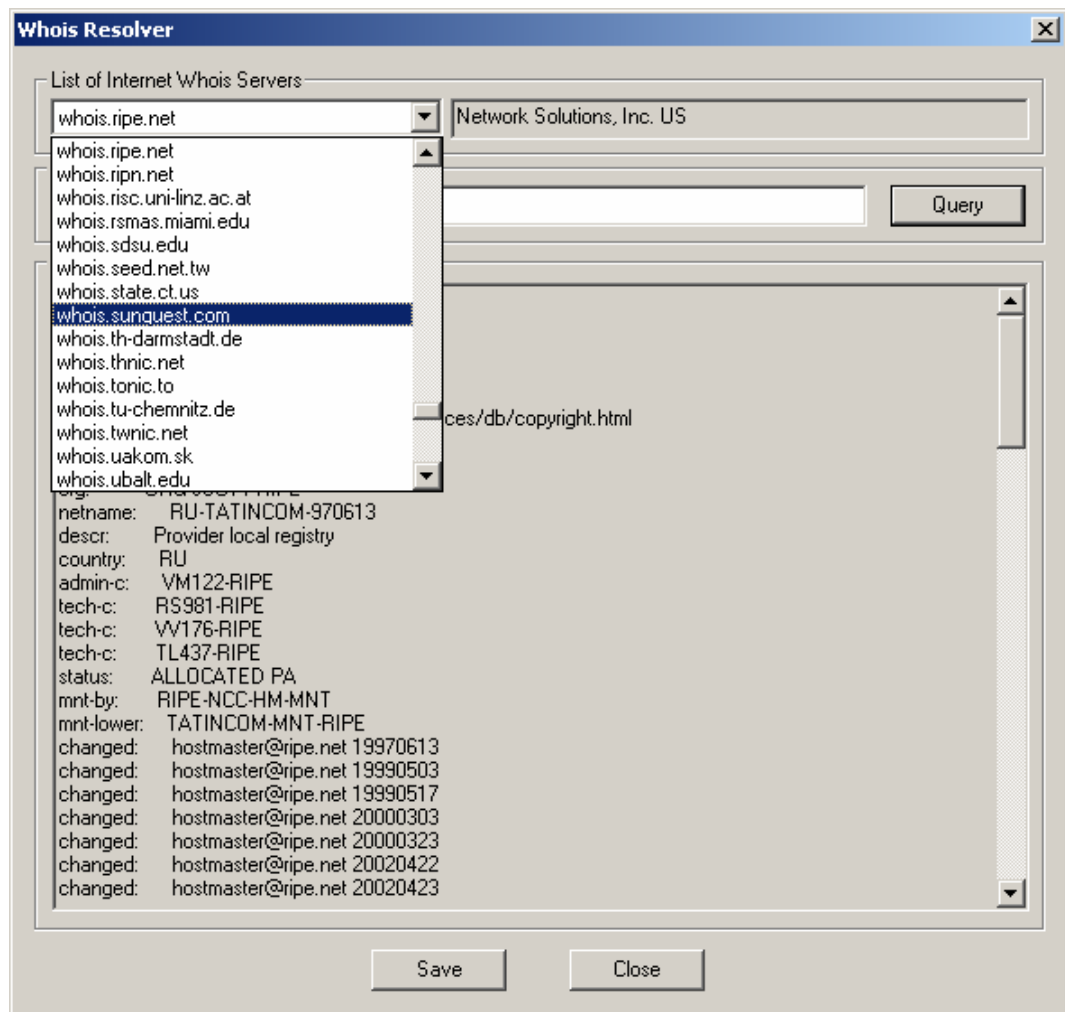 Whois Resolver
List of Internet Whois Servers
whois.ripe.net
Network Solutions, Inc. US
whois.ripe.net
whois.ripn.net
whois.risc.uni-linz.ac.at
whois.rsmas.miami.edu
whois.sdsu.edu
whois.seed.net.tw
whois.state.ct.us
whois.sunquest.com
whois.th-darmstadt.de
whois.thnic.net
whois.tonic.to
whois.tu-chemnitz.de
whois.twnic.net
whois.uakom.sk
whois.ubalt.edu
Query
ces/db/copyright.html
netname: RU-TATINCOM-970613
descr: Provider local registry
country: RU
admin-c: VM122-RIPE
tech-c: RS981-RIPE
tech-c: VV176-RIPE
tech-c: TL437-RIPE
status: ALLOCATED PA
mnt-by: RIPE-NCC-HM-MNT
mnt-lower: TATINCOM-MNT-RIPE
changed: hostmaster@ripe.net 19970613
changed: hostmaster@ripe.net 19990503
changed: hostmaster@ripe.net 19990517
changed: hostmaster@ripe.net 20000303
changed: hostmaster@ripe.net 20000323
changed: hostmaster@ripe.net 20020422
changed: hostmaster@ripe.net 20020423
Save
Close